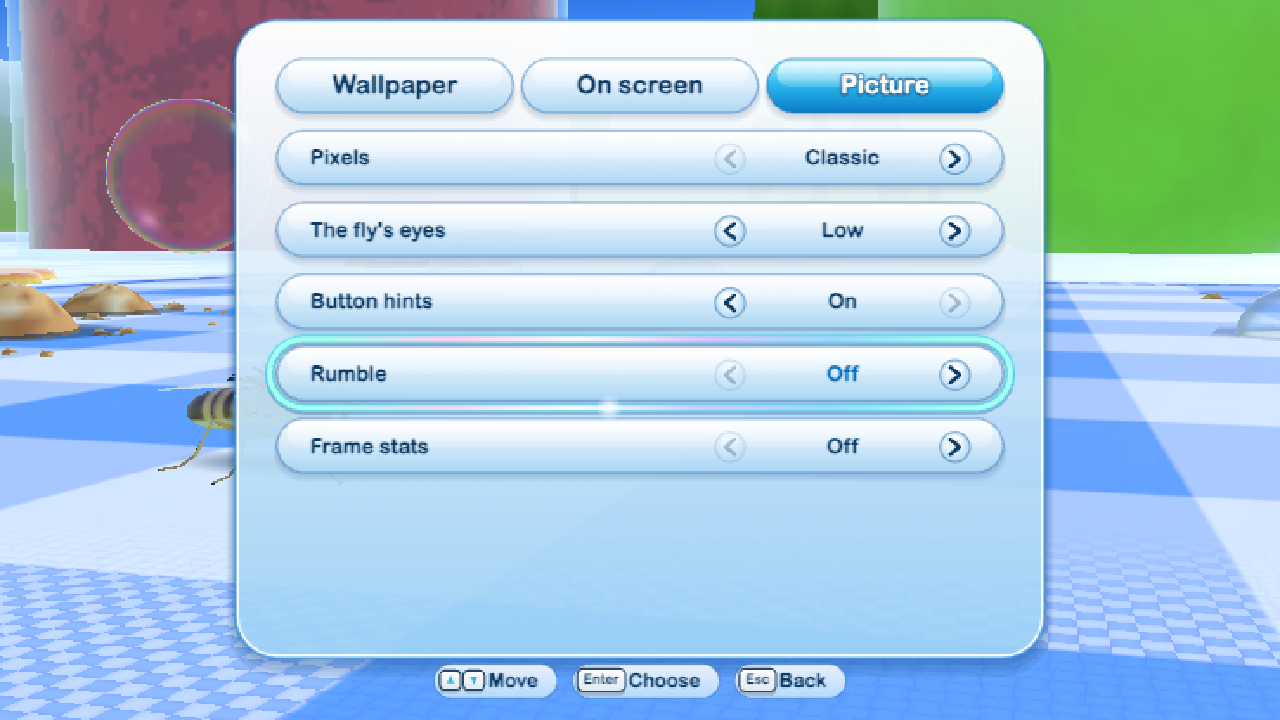 Wallpaper On screen Picture
Pixels Classic
The fly's eyes Low
Button hints On
Rumble Off
Frame stats Off
Move Enter Choose Esc Back